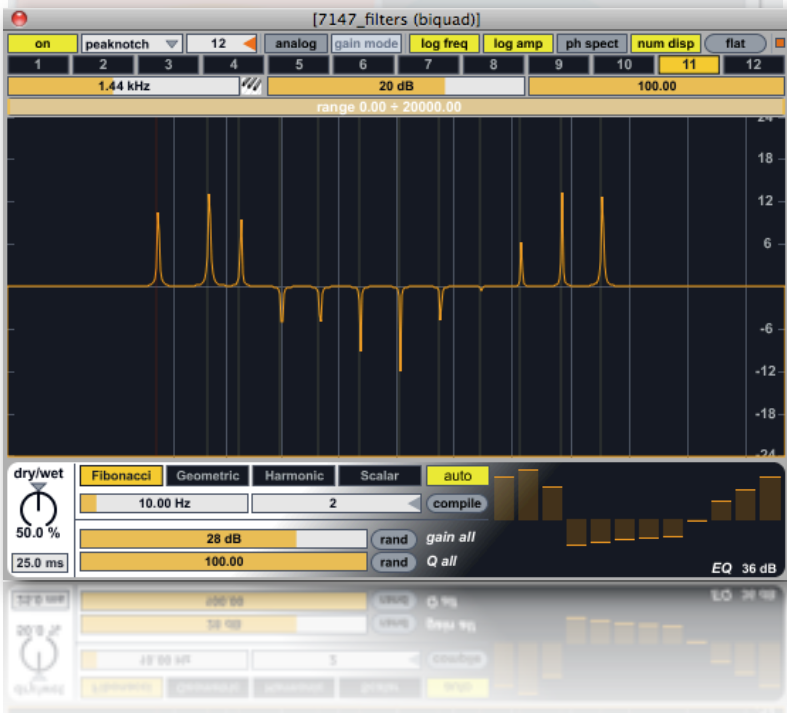 [7147_filters (biquad)]
on peaknotch 12 analog gain mode log freq log amp ph spect num disp flat
1 2 3 4 5 6 7 8 9 10 11 12
1.44 kHz 20 dB 100.00
range 0.00 ÷ 20000.00
24
18
12
6
-6
-12
-18
-24
dry/wet Fibonacci Geometric Harmonic Scalar auto
10.00 Hz 2 compile
50.0 % 28 dB rand gain all
25.0 ms 100.00 rand Q all
EQ 36 dB